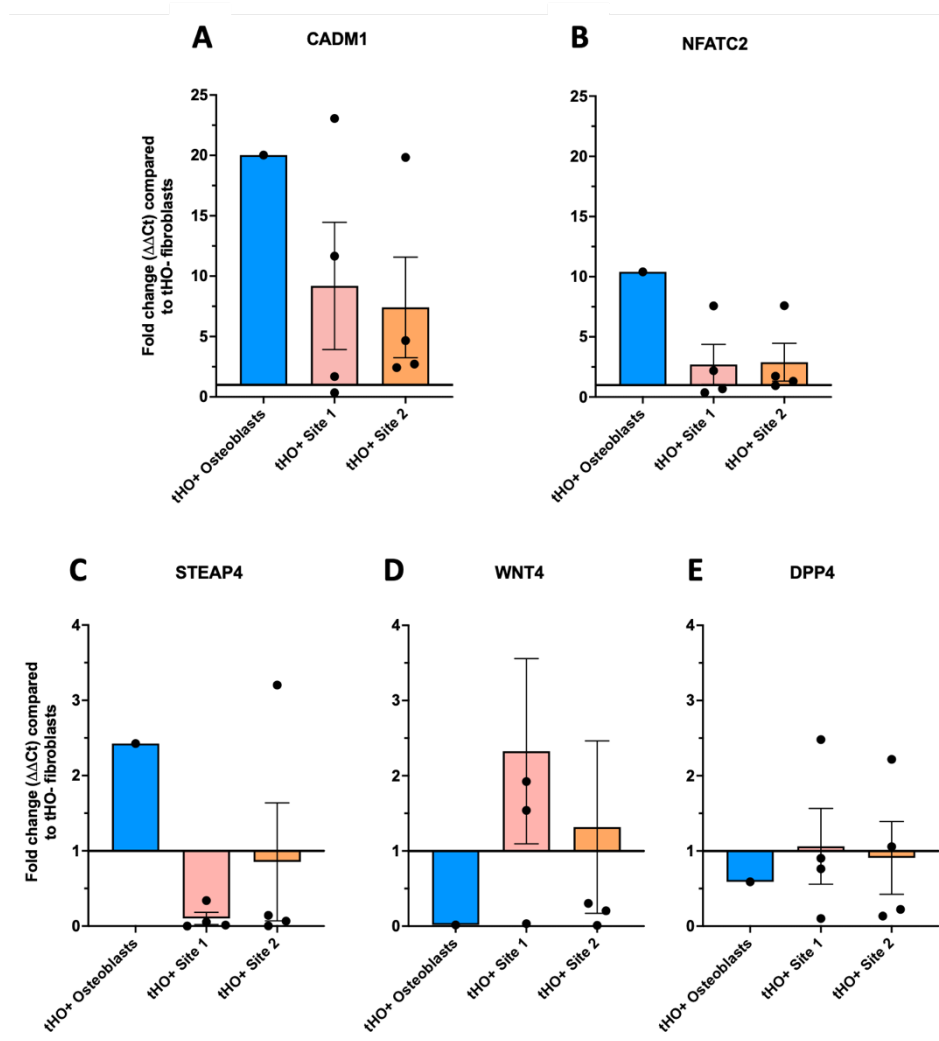 A
CADM1
B
NFATC2
Fold change (ΔΔCt) compared
to tHO- fibroblasts
25
20
15
10
5
0
tHO+ Osteoblasts
tHO+ Site 1
tHO+ Site 2
25
20
15
10
5
0
tHO+ Osteoblasts
tHO+ Site 1
tHO+ Site 2
C
STEAP4
D
WNT4
E
DPP4
Fold change (ΔΔCt) compared
to tHO- fibroblasts
4
3
2
1
0
tHO+ Osteoblasts
tHO+ Site 1
tHO+ Site 2
4
3
2
1
0
tHO+ Osteoblasts
tHO+ Site 1
tHO+ Site 2
4
3
2
1
0
tHO+ Osteoblasts
tHO+ Site 1
tHO+ Site 2